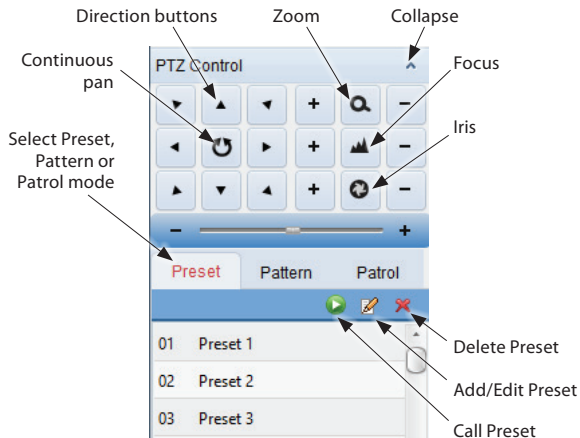 Direction buttons
Zoom
Collapse
Continuous
pan
PTZ Control
Focus
+ −
Select Preset,
Pattern or
Patrol mode
+ −
Iris
+ −
− +
Preset Pattern Patrol
01 Preset 1
02 Preset 2
03 Preset 3
Delete Preset
Add/Edit Preset
Call Preset